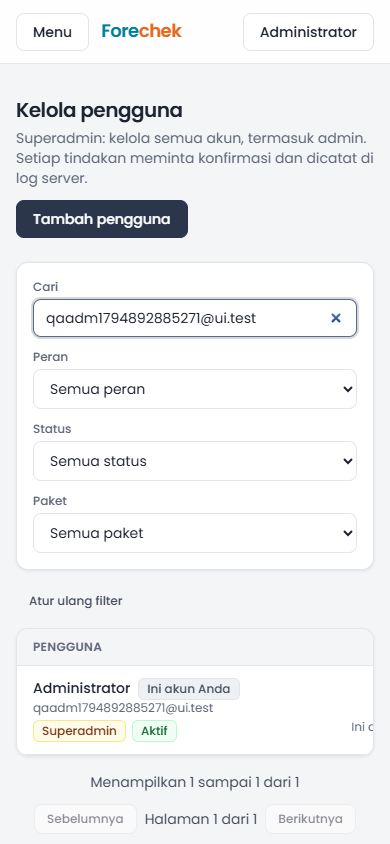 Menu
Forechek
Administrator
Kelola pengguna
Superadmin: kelola semua akun, termasuk admin.
Setiap tindakan meminta konfirmasi dan dicatat di
log server.
Tambah pengguna
Cari
qaadm1794892885271@ui.test
Peran
Semua peran
Status
Semua status
Paket
Semua paket
Atur ulang filter
PENGGUNA
Administrator Ini akun Anda
qaadm1794892885271@ui.test
Superadmin Aktif
Ini
Menampilkan 1 sampai 1 dari 1
Sebelumnya Halaman 1 dari 1 Berikutnya